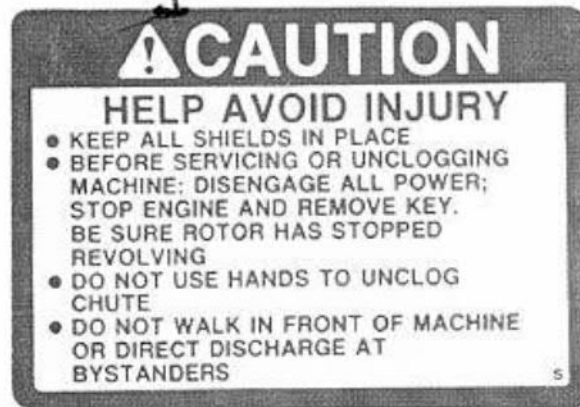 CAUTION
HELP AVOID INJURY
● KEEP ALL SHIELDS IN PLACE
● BEFORE SERVICING OR UNCLOGGING
MACHINE: DISENGAGE ALL POWER;
STOP ENGINE AND REMOVE KEY.
BE SURE ROTOR HAS STOPPED
REVOLVING
● DO NOT USE HANDS TO UNCLOG
CHUTE
● DO NOT WALK IN FRONT OF MACHINE
OR DIRECT DISCHARGE AT
BYSTANDERS
S